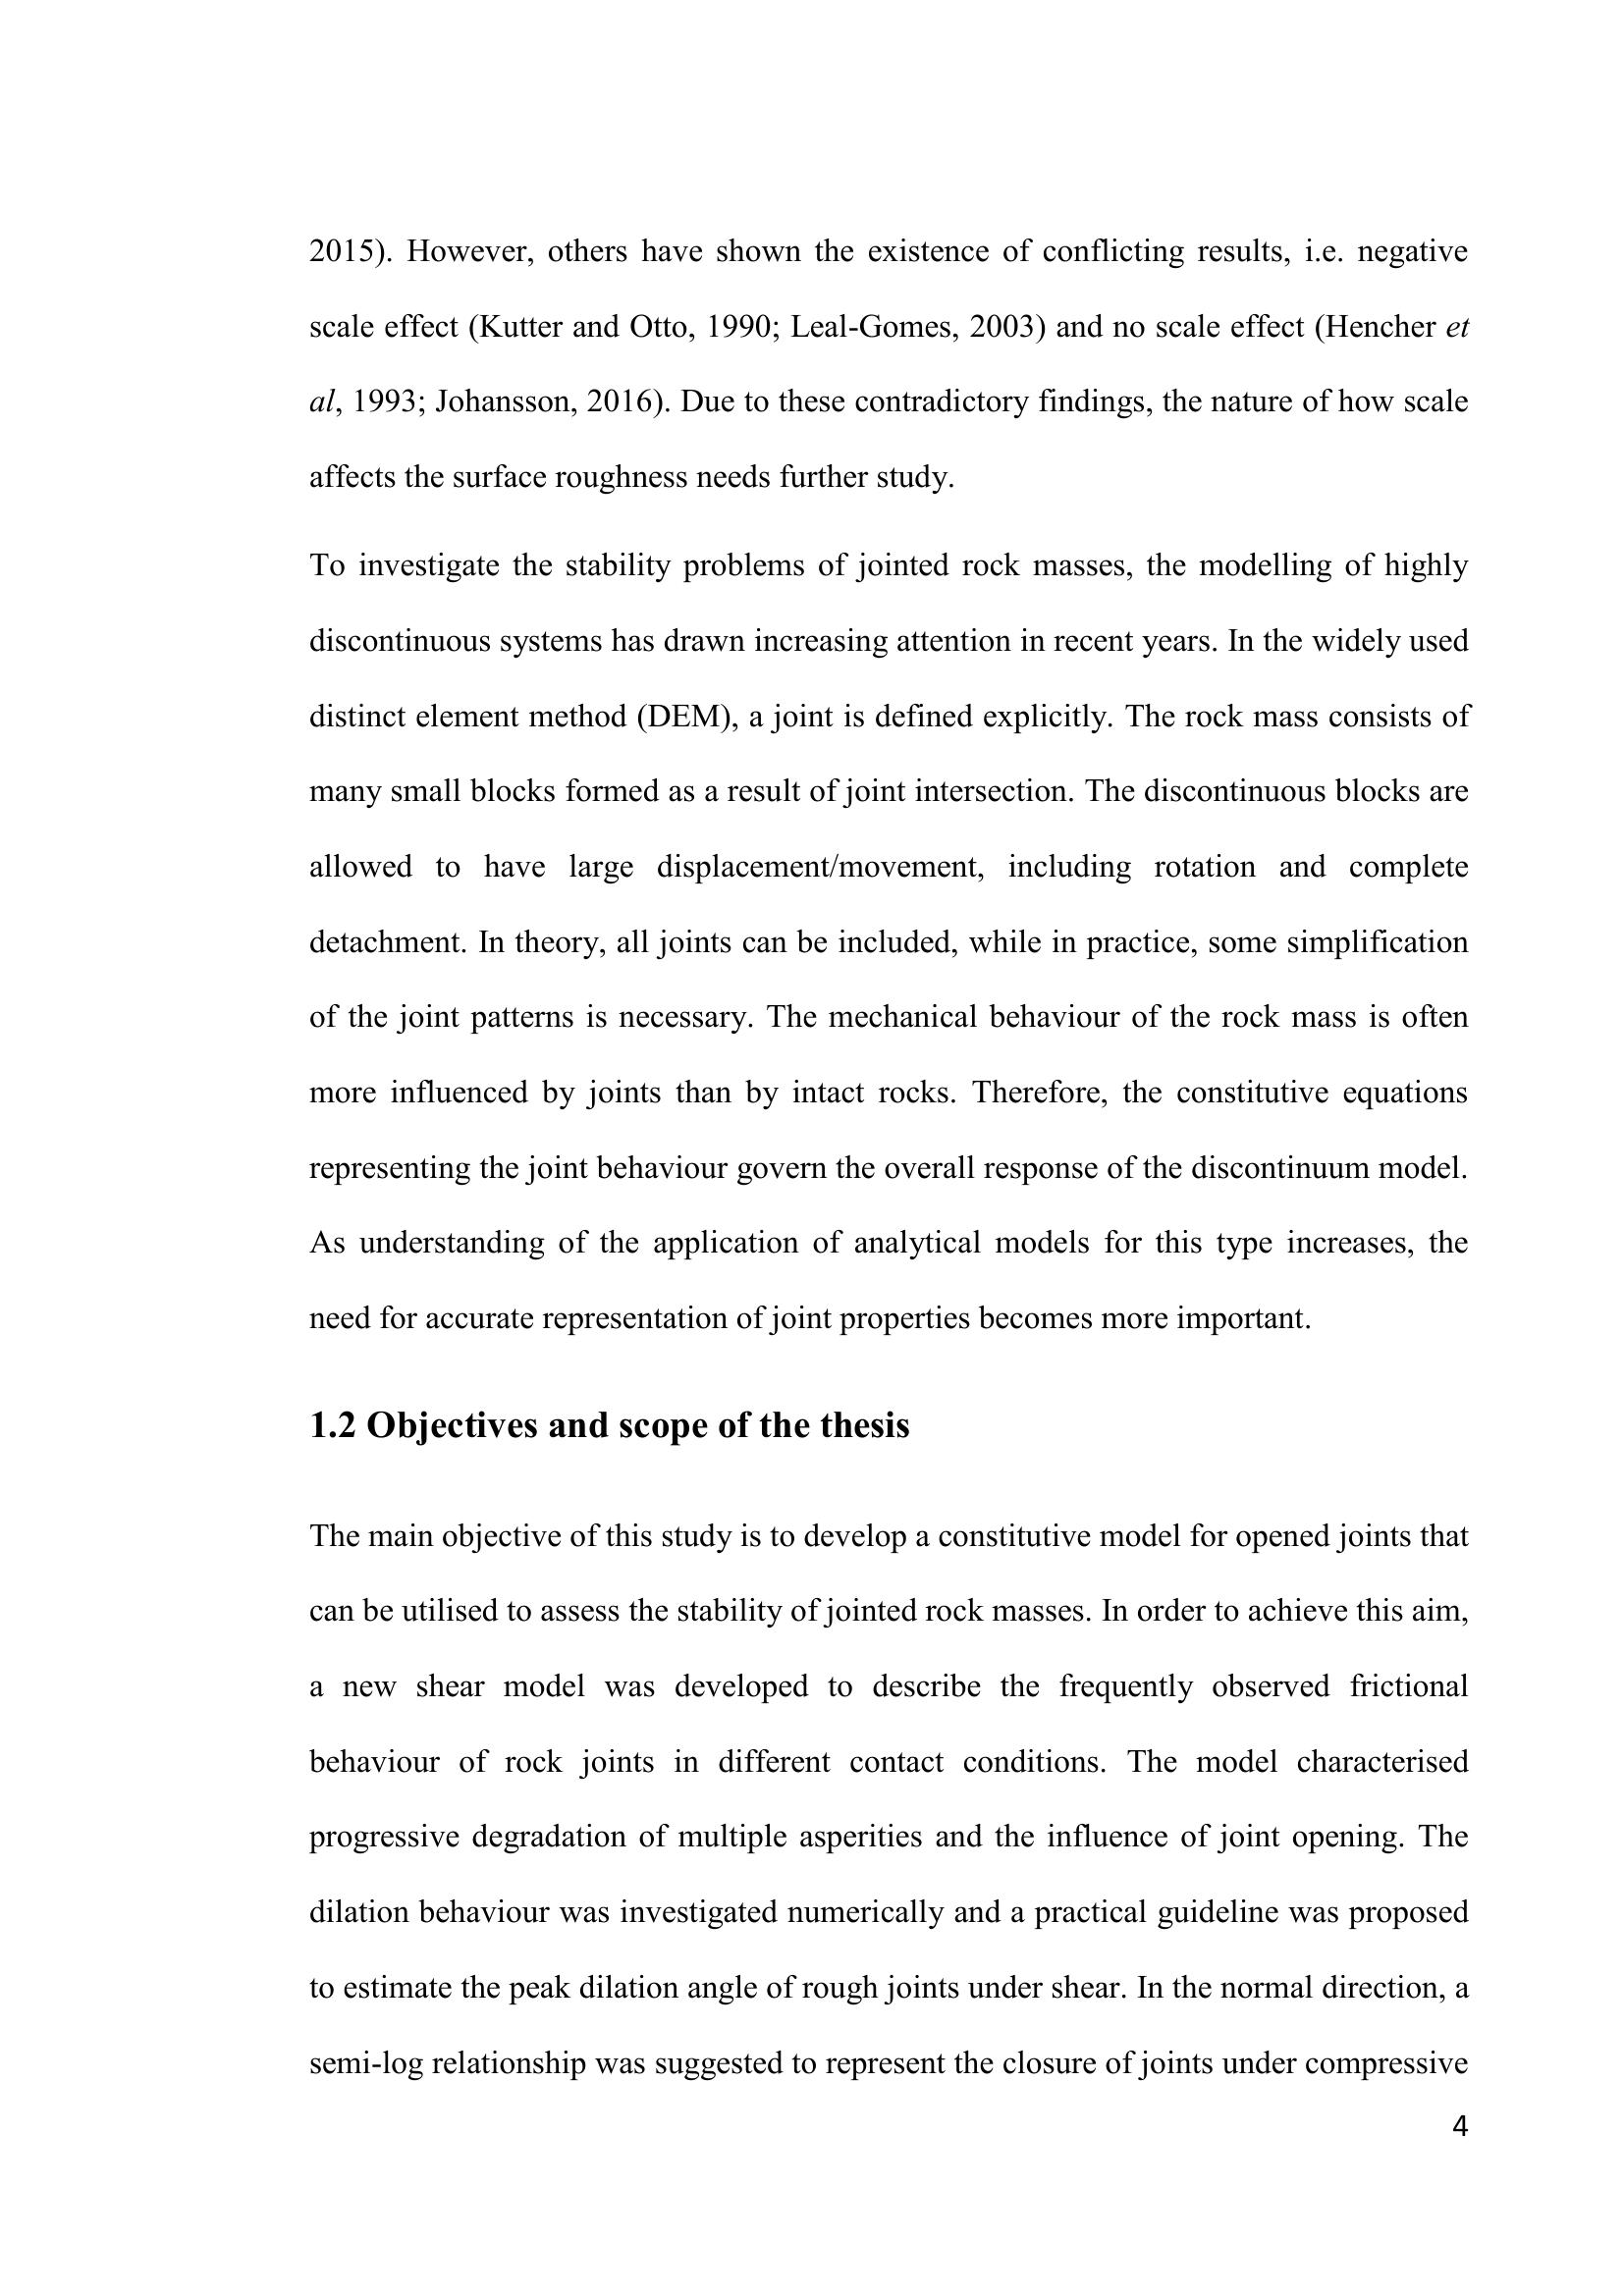 2015). However, others have shown the existence of conflicting results, i.e. negative
scale effect (Kutter and Otto, 1990; Leal-Gomes, 2003) and no scale effect (Hencher et
al, 1993; Johansson, 2016). Due to these contradictory findings, the nature of how scale
affects the surface roughness needs further study.
To investigate the stability problems of jointed rock masses, the modelling of highly
discontinuous systems has drawn increasing attention in recent years. In the widely used
distinct element method (DEM), a joint is defined explicitly. The rock mass consists of
many small blocks formed as a result of joint intersection. The discontinuous blocks are
allowed to have large displacement/movement, including rotation and complete
detachment. In theory, all joints can be included, while in practice, some simplification
of the joint patterns is necessary. The mechanical behaviour of the rock mass is often
more influenced by joints than by intact rocks. Therefore, the constitutive equations
representing the joint behaviour govern the overall response of the discontinuum model.
As understanding of the application of analytical models for this type increases, the
need for accurate representation of joint properties becomes more important.
1.2 Objectives and scope of the thesis
The main objective of this study is to develop a constitutive model for opened joints that
can be utilised to assess the stability of jointed rock masses. In order to achieve this aim,
a new shear model was developed to describe the frequently observed frictional
behaviour of rock joints in different contact conditions. The model characterised
progressive degradation of multiple asperities and the influence of joint opening. The
dilation behaviour was investigated numerically and a practical guideline was proposed
to estimate the peak dilation angle of rough joints under shear. In the normal direction, a
semi-log relationship was suggested to represent the closure of joints under compressive
4